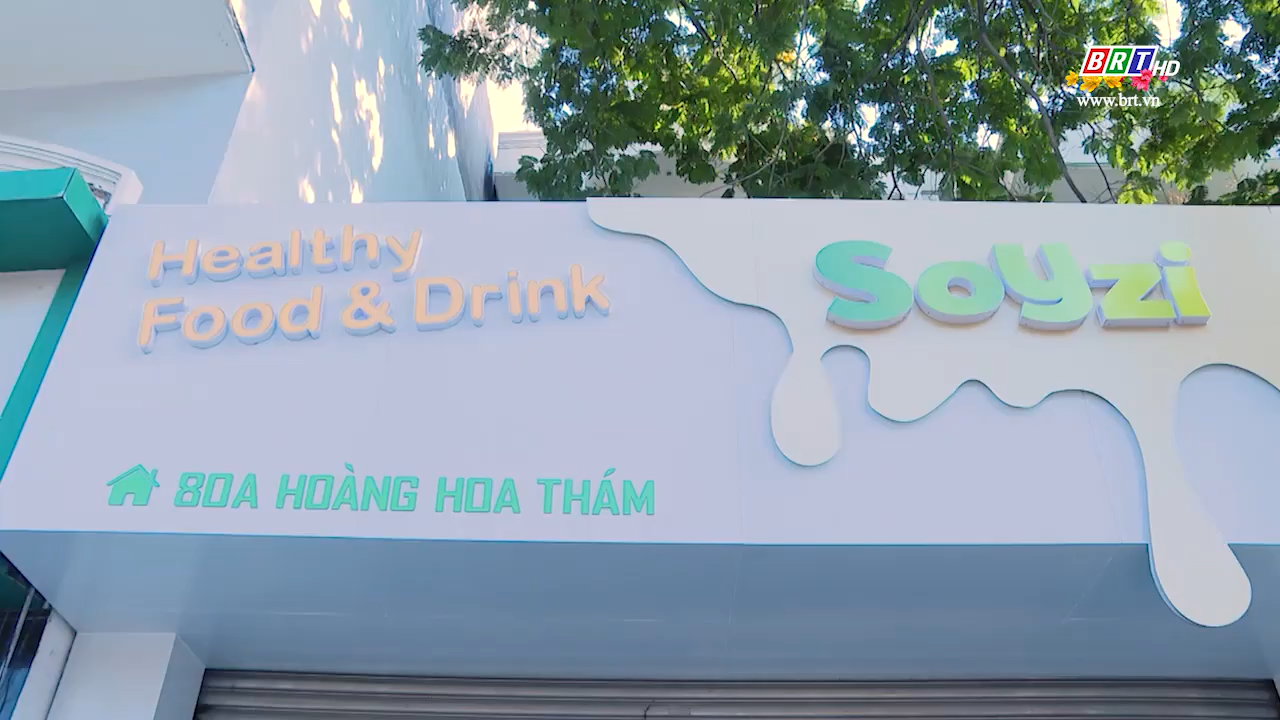 BRT HD
www.brt.vn
Healthy
Food & Drink
Soyzi
80A HOÀNG HOA THÁM